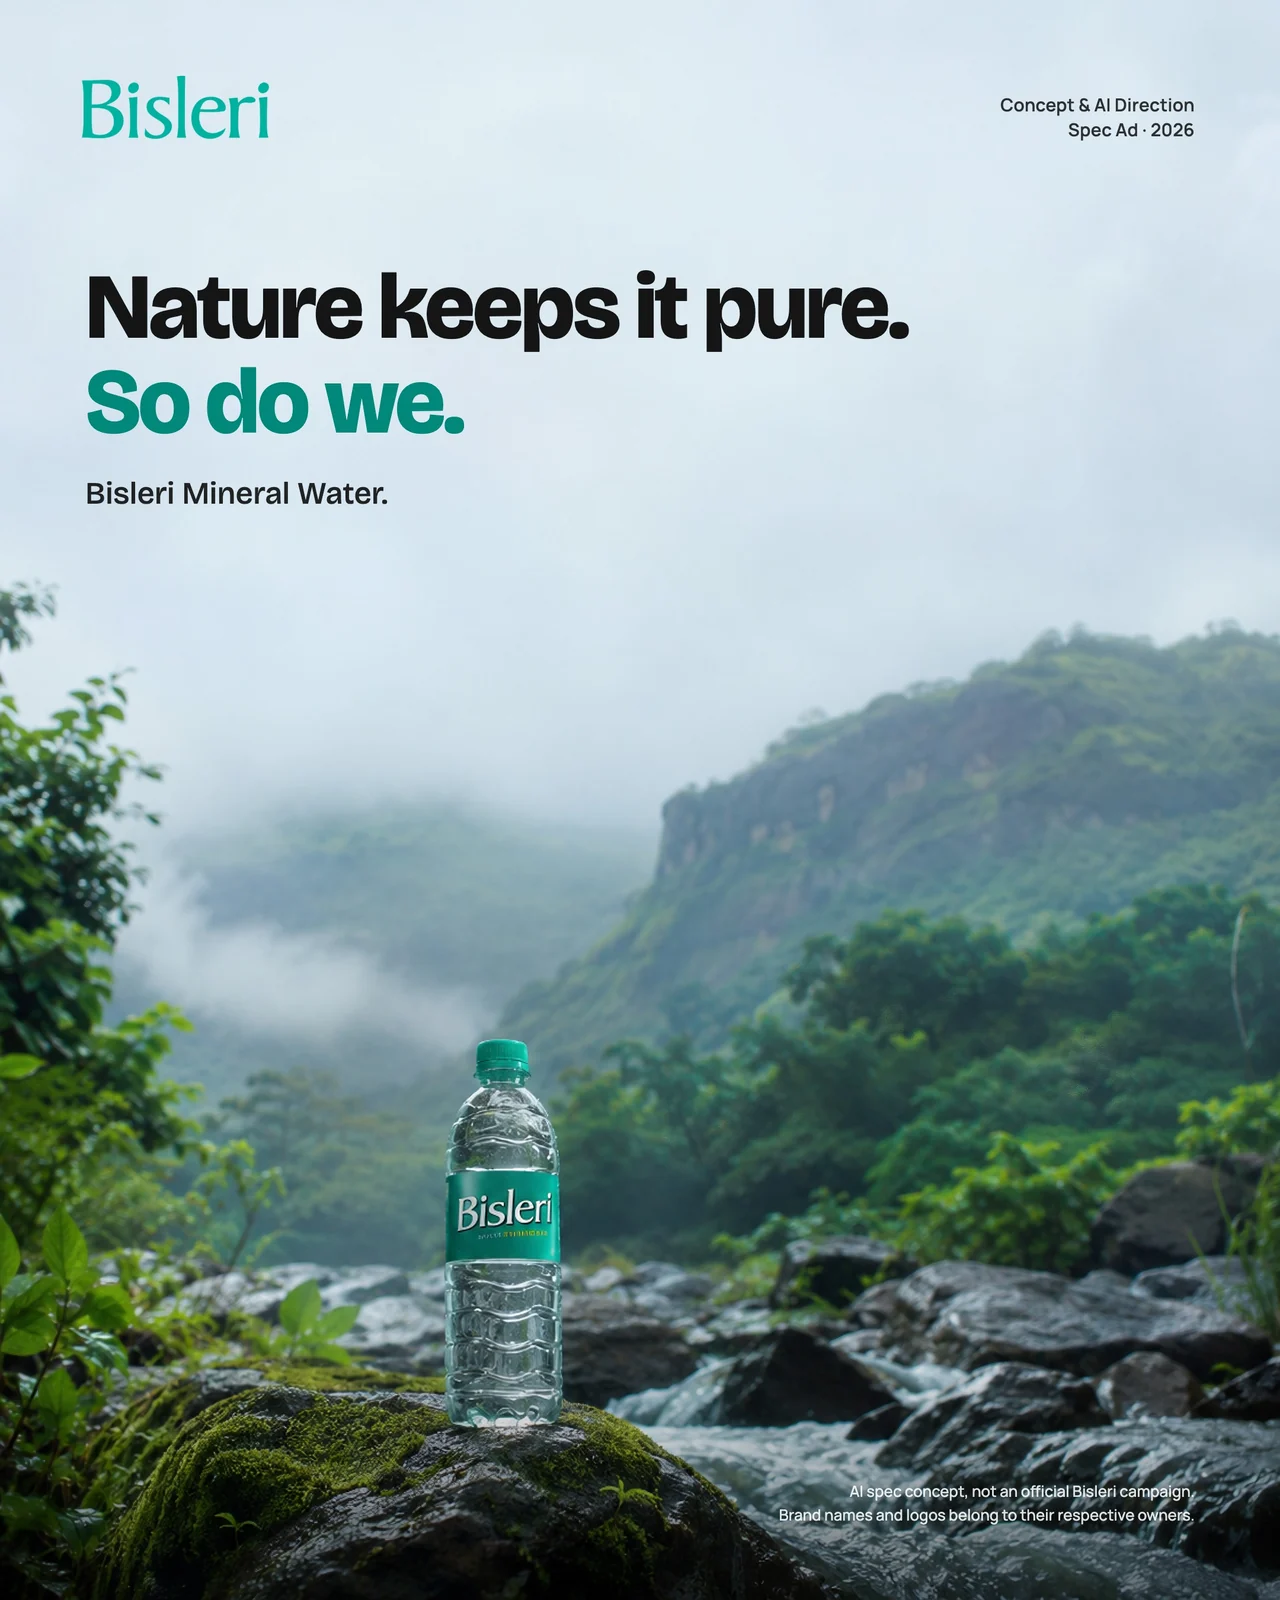 Bisleri
Concept & AI Direction
Spec Ad · 2026
Nature keeps it pure.
So do we.
Bisleri Mineral Water.
Bisleri
AI spec concept, not an official Bisleri campaign.
Brand names and logos belong to their respective owners.